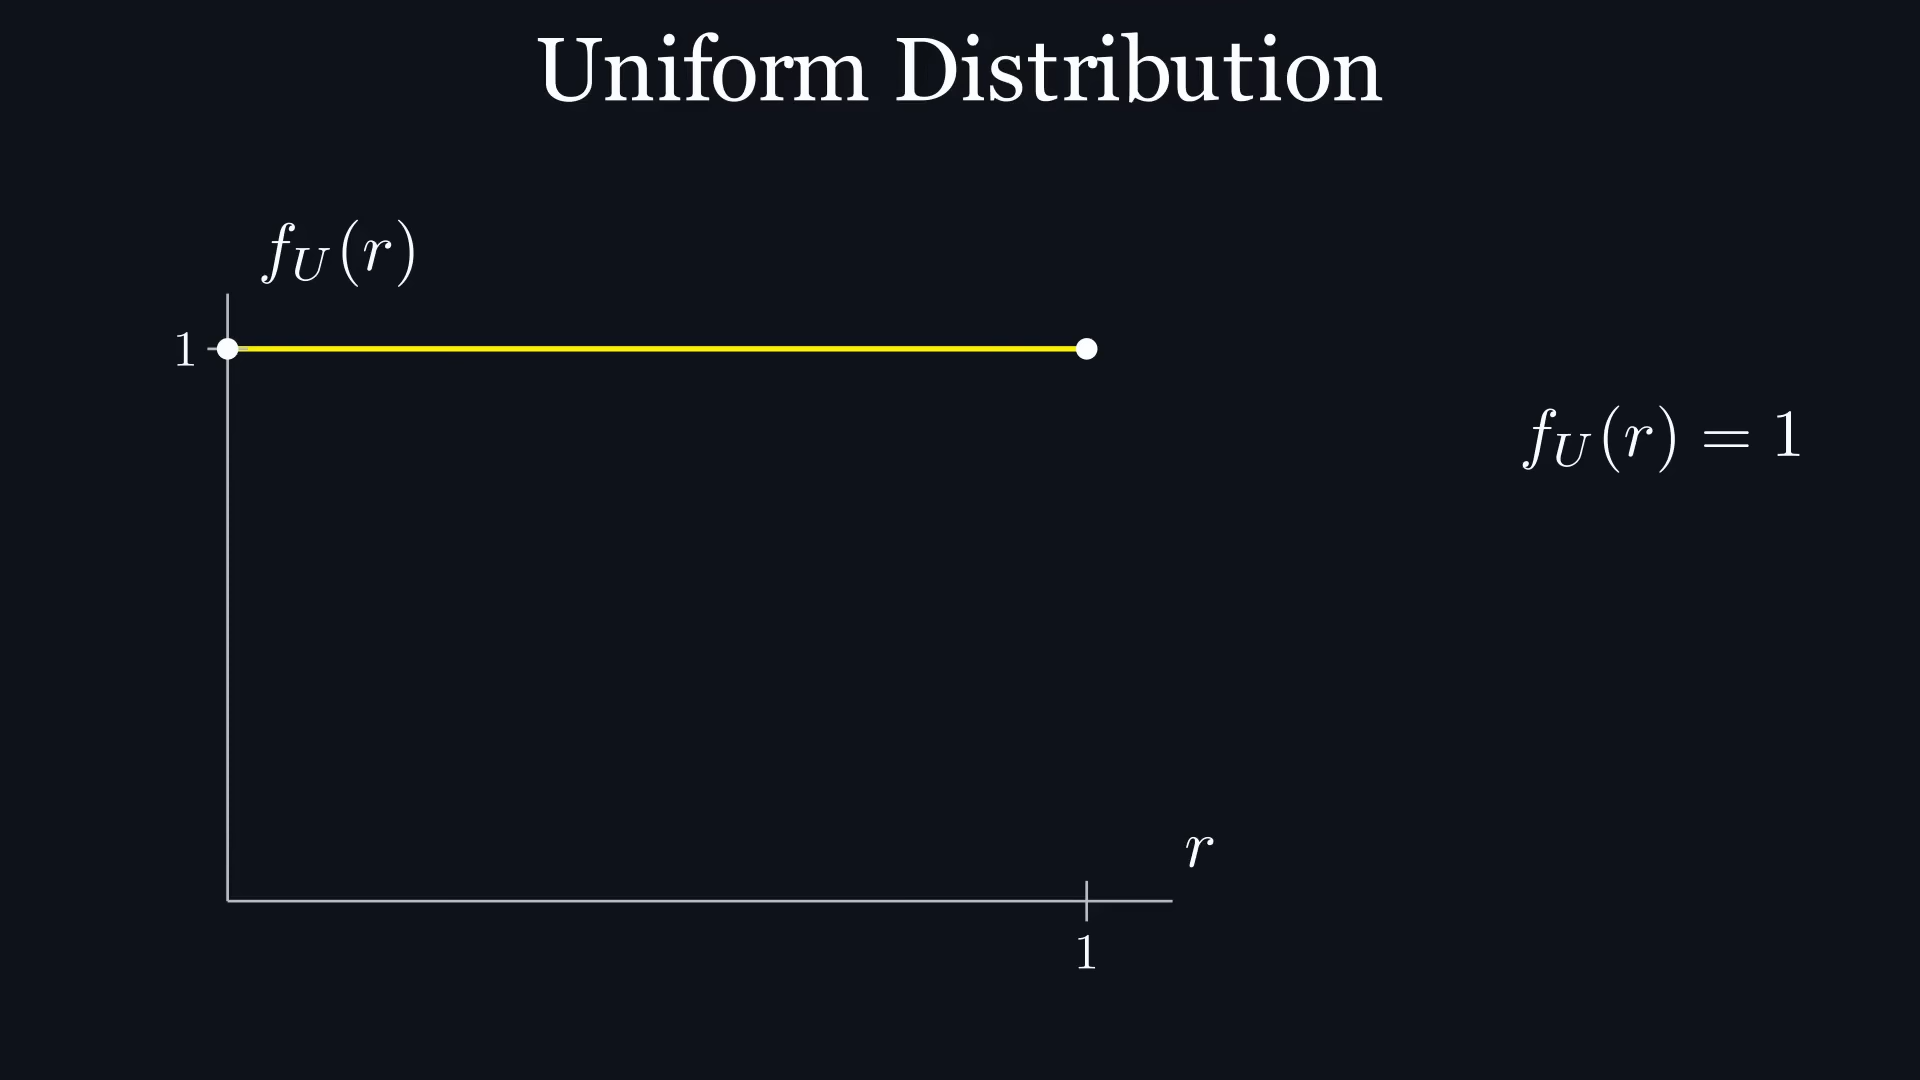 Uniform Distribution
f_U(r)
1
f_U(r) = 1
r
1